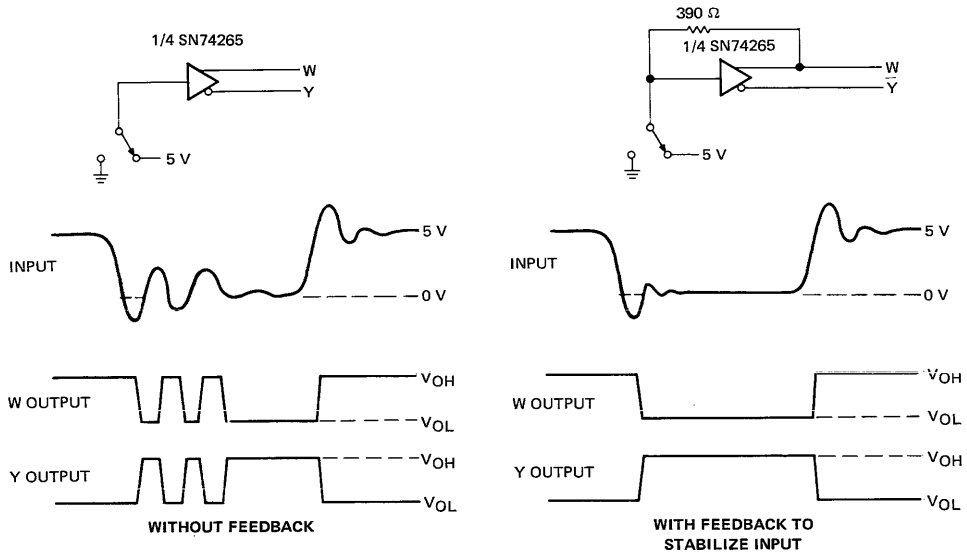 1/4 SN74265
W
Y
5 V
5 V
INPUT
0 V
VOH
W OUTPUT
VOL
VOH
Y OUTPUT
VOL
WITHOUT FEEDBACK
390 Ω
1/4 SN74265
W
Y̅
5 V
5 V
INPUT
0 V
VOH
W OUTPUT
VOL
VOH
Y OUTPUT
VOL
WITH FEEDBACK TO
STABILIZE INPUT